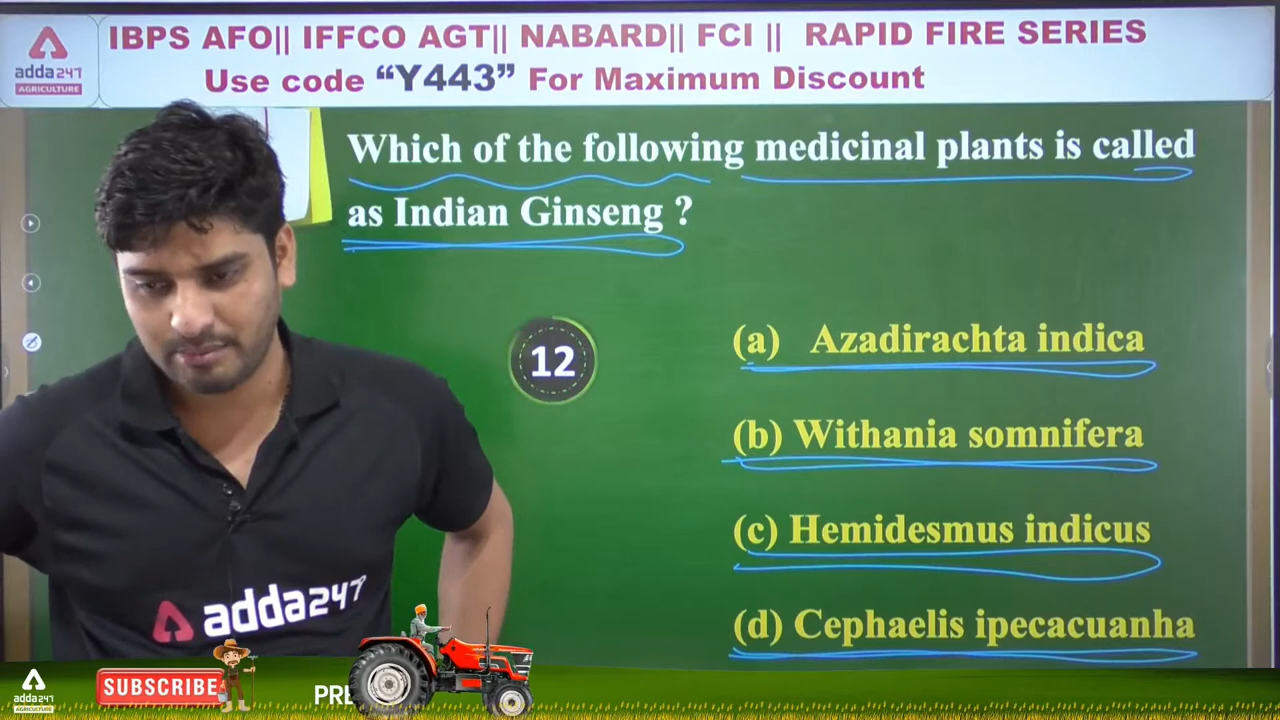 IBPS AFO|| IFFCO AGT|| NABARD|| FCI || RAPID FIRE SERIES
Use code “Y443” For Maximum Discount
adda247
AGRICULTURE
Which of the following medicinal plants is called
as Indian Ginseng ?
12
(a) Azadirachta indica
(b) Withania somnifera
(c) Hemidesmus indicus
(d) Cephaelis ipecacuanha
adda247
adda247
AGRICULTURE
SUBSCRIBE
PRE